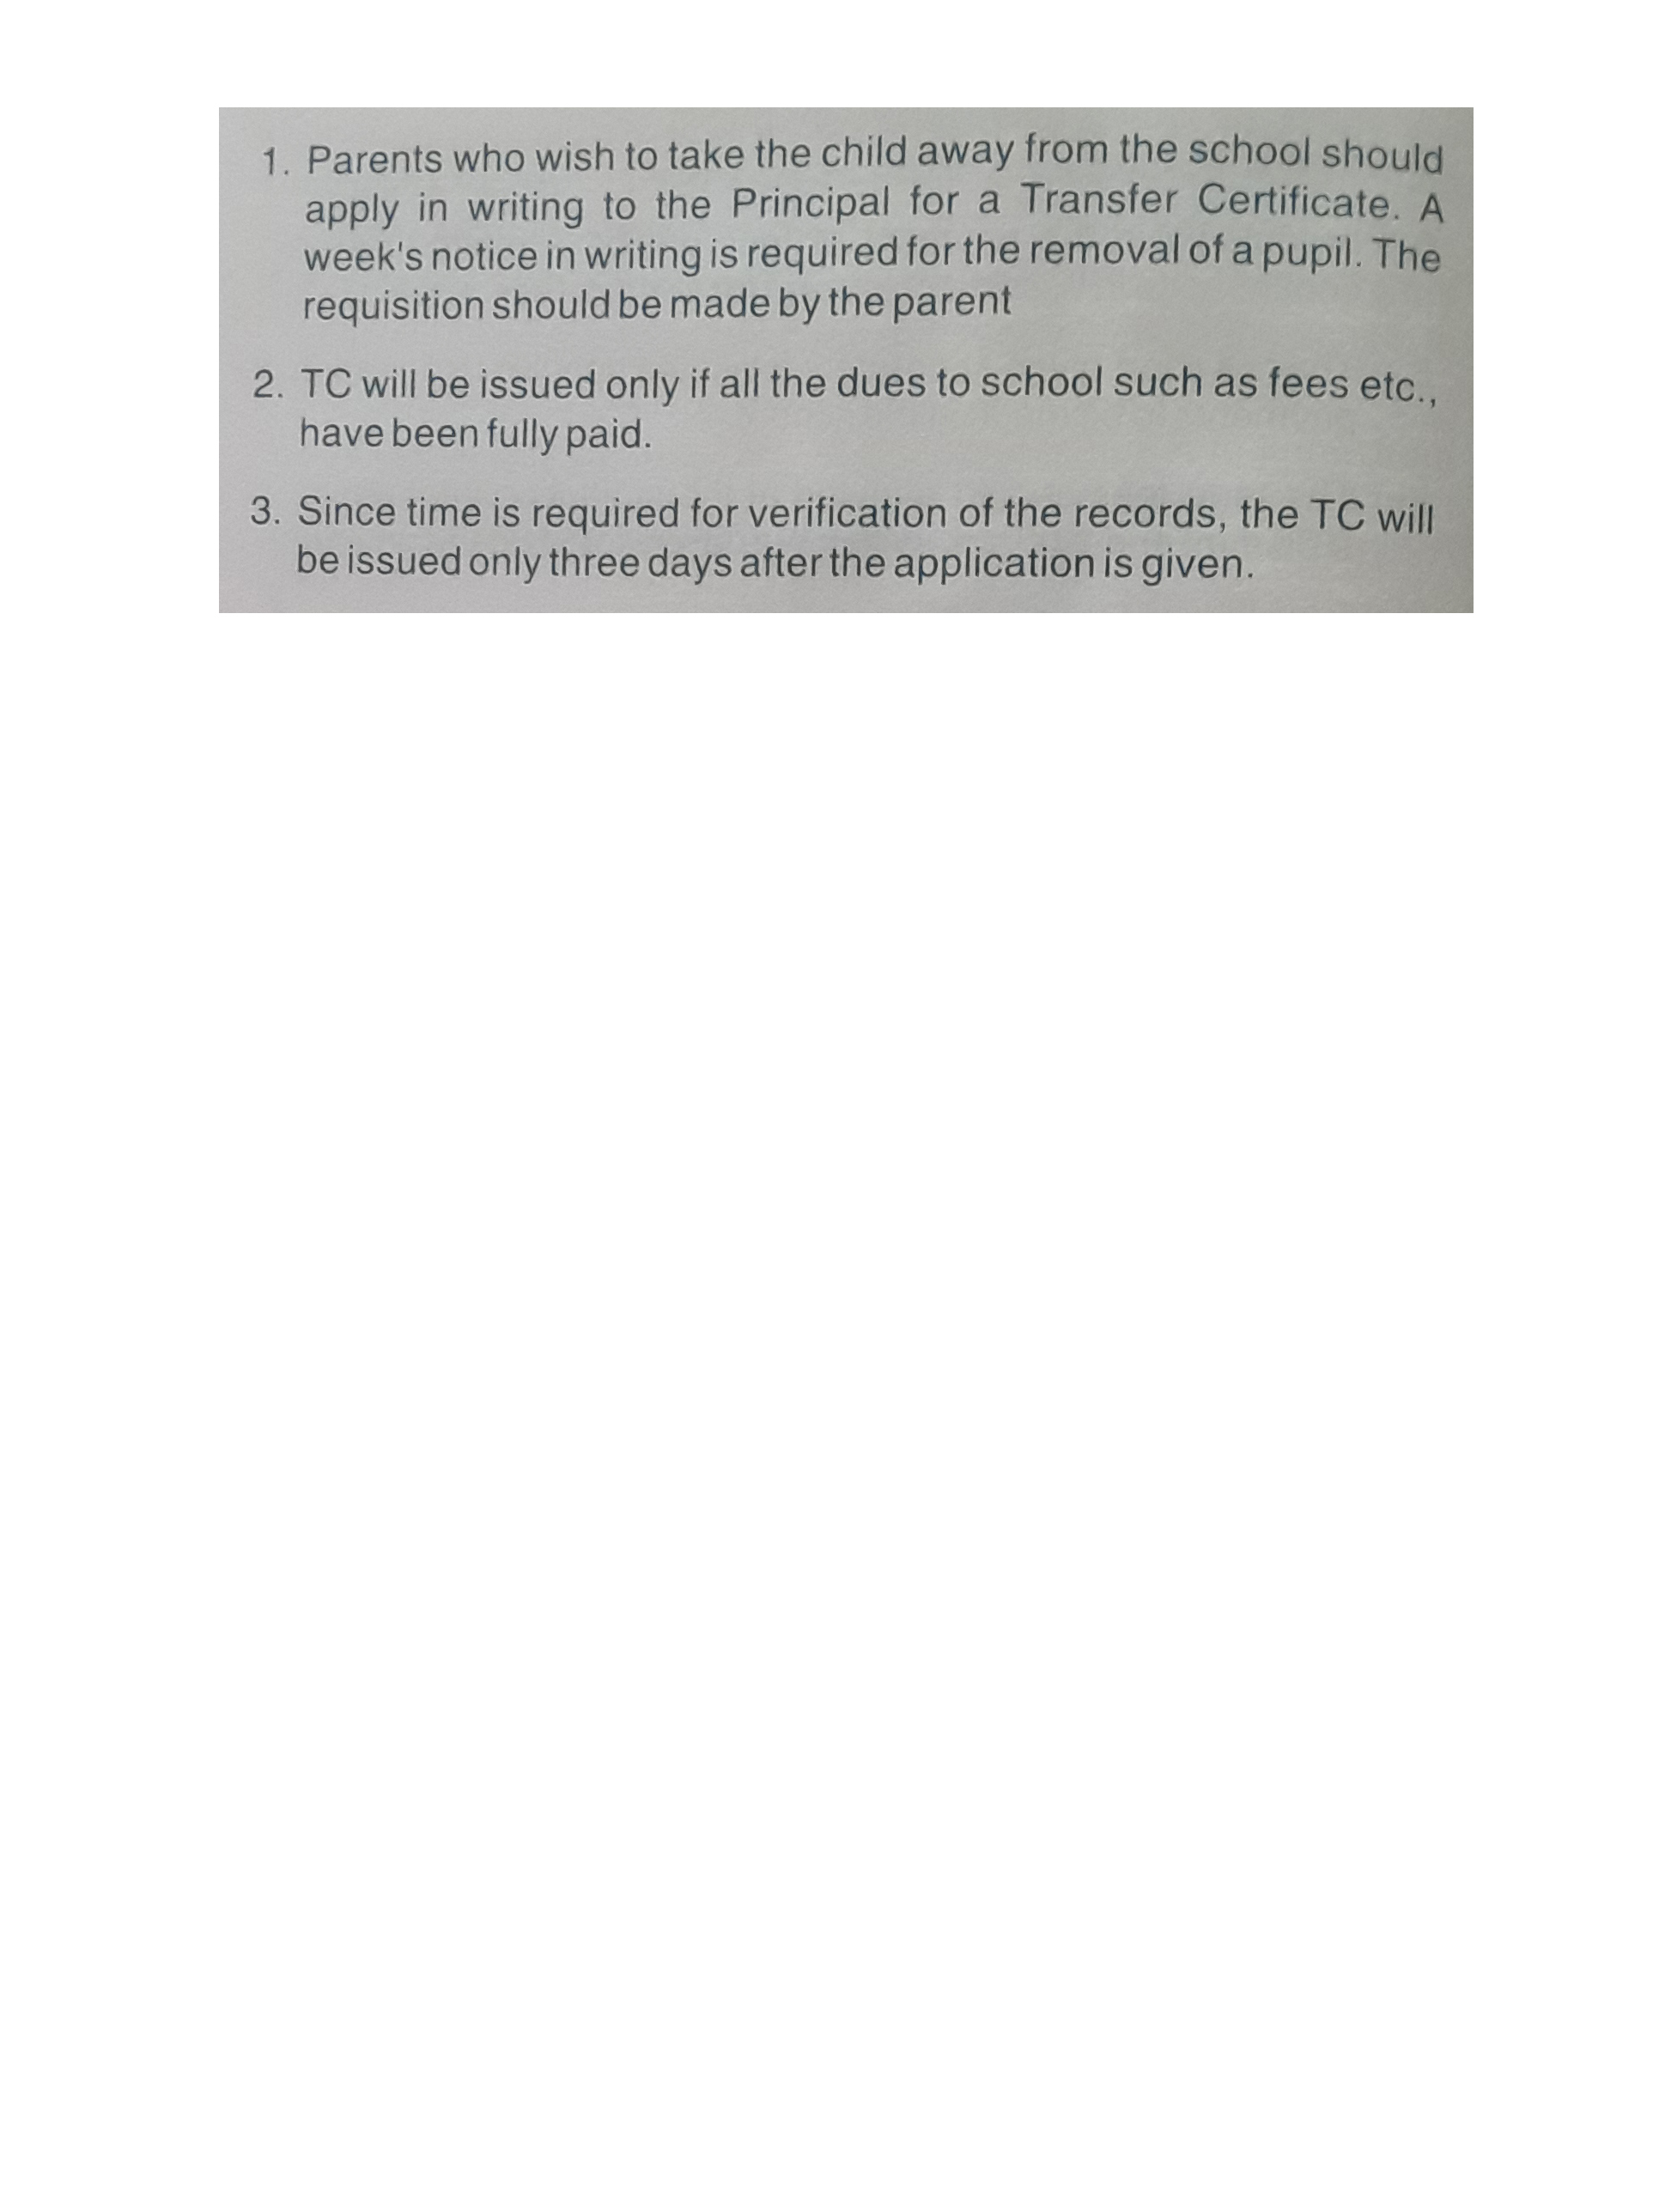 1. Parents who wish to take the child away from the school should
apply in writing to the Principal for a Transfer Certificate. A
week's notice in writing is required for the removal of a pupil. The
requisition should be made by the parent
2. TC will be issued only if all the dues to school such as fees etc.,
have been fully paid.
3. Since time is required for verification of the records, the TC will
be issued only three days after the application is given.